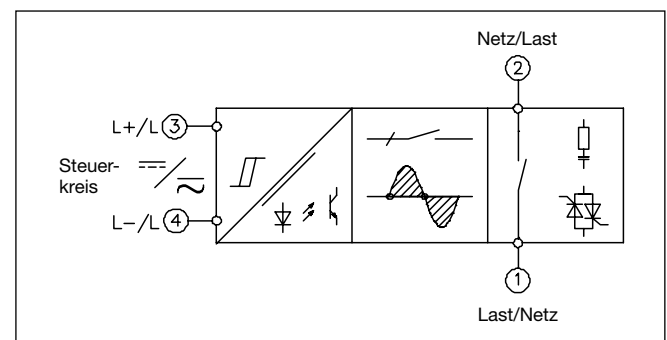 Netz/Last
2
L+/L 3
Steuer-
kreis
L−/L 4
1
Last/Netz